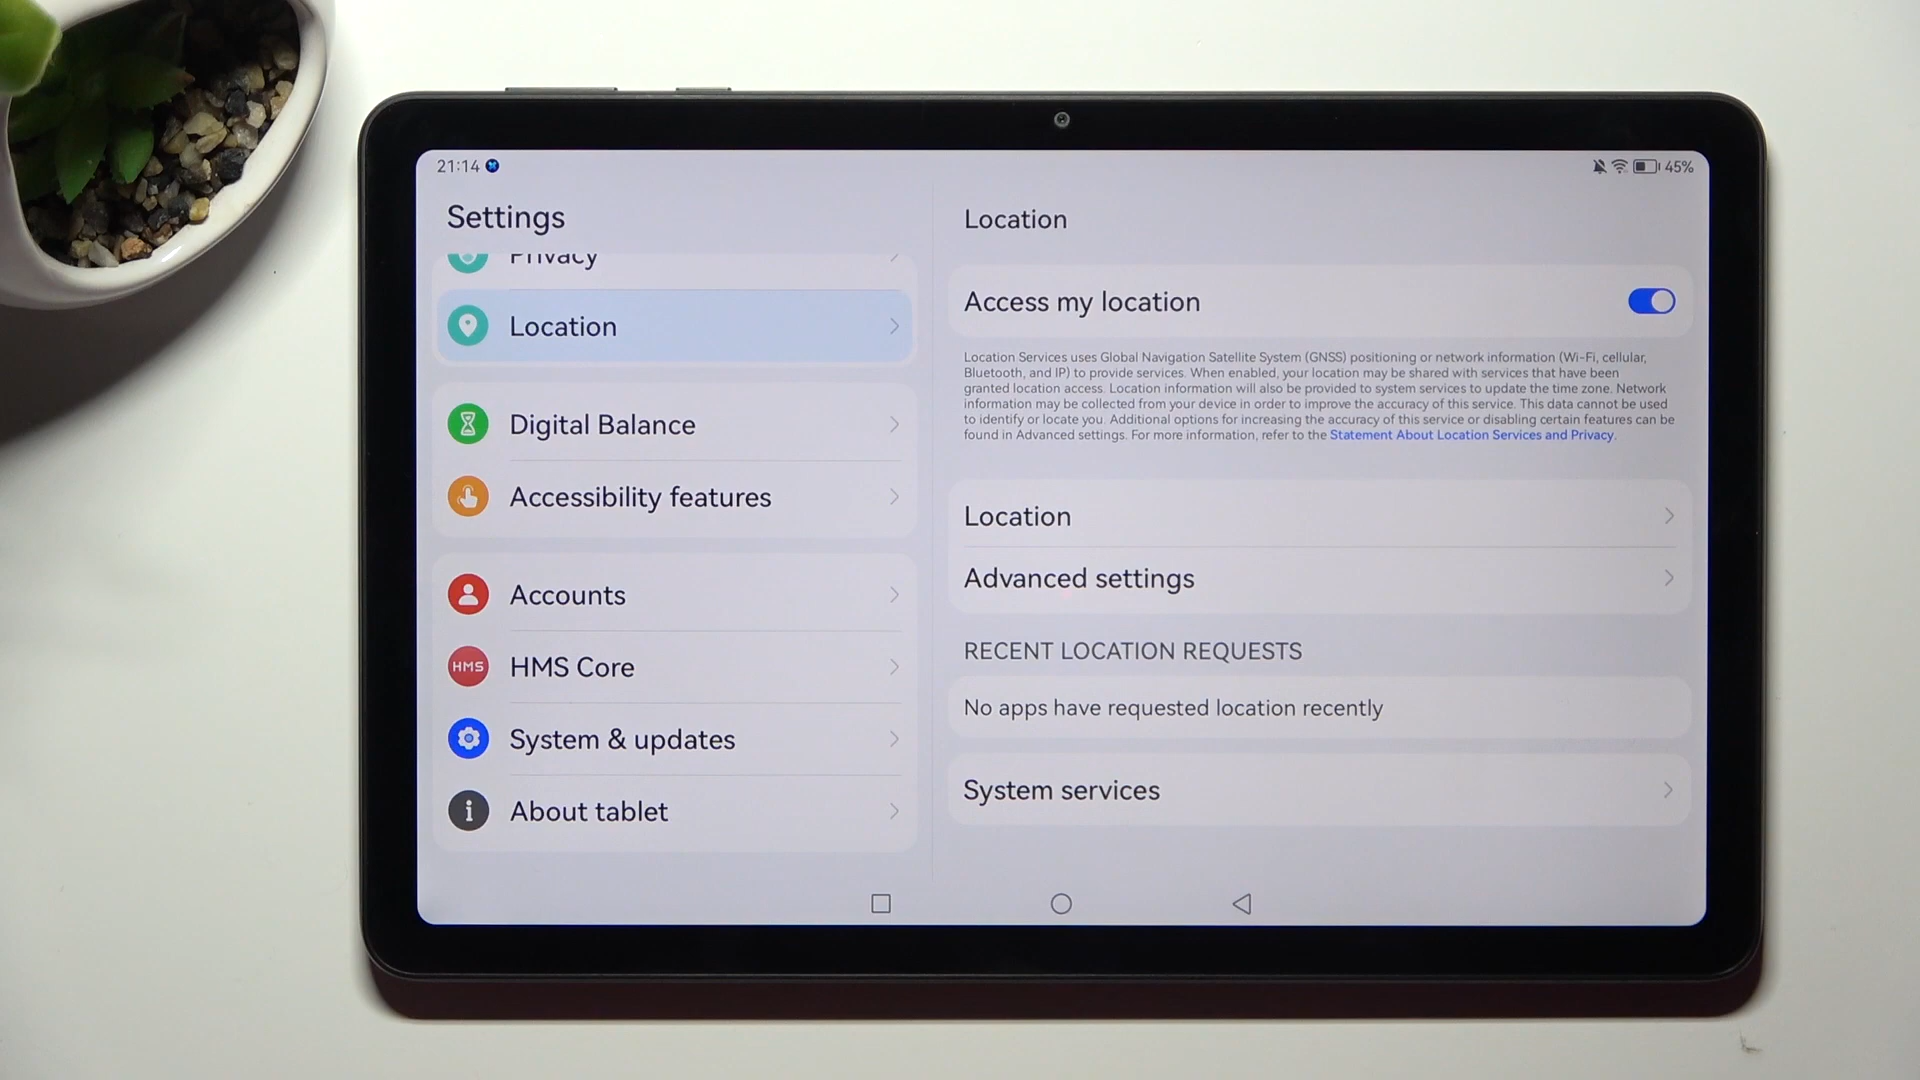 21:14
45%
Settings
Privacy
Location
Digital Balance
Accessibility features
Accounts
HMS
HMS Core
System & updates
About tablet
Location
Access my location
Location Services uses Global Navigation Satellite System (GNSS) positioning or network information (Wi-Fi, cellular,
Bluetooth, and IP) to provide services. When enabled, your location may be shared with services that have been
granted location access. Location information will also be provided to system services to update the time zone. Network
information may be collected from your device in order to improve the accuracy of this service. This data cannot be used
to identify or locate you. Additional options for increasing the accuracy of this service or disabling certain features can be
found in Advanced settings. For more information, refer to the Statement About Location Services and Privacy.
Location
Advanced settings
RECENT LOCATION REQUESTS
No apps have requested location recently
System services